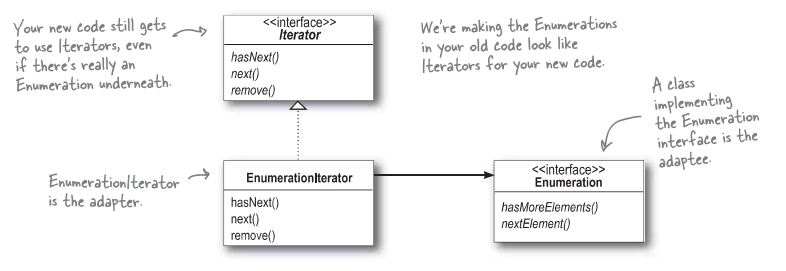 Your new code still gets
to use Iterators, even
if there's really an
Enumeration underneath.
<<interface>>
Iterator
hasNext()
next()
remove()
We're making the Enumerations
in your old code look like
Iterators for your new code.
A class
implementing
the Enumeration
interface is the
adaptee.
EnumerationIterator
is the adapter.
EnumerationIterator
hasNext()
next()
remove()
<<interface>>
Enumeration
hasMoreElements()
nextElement()